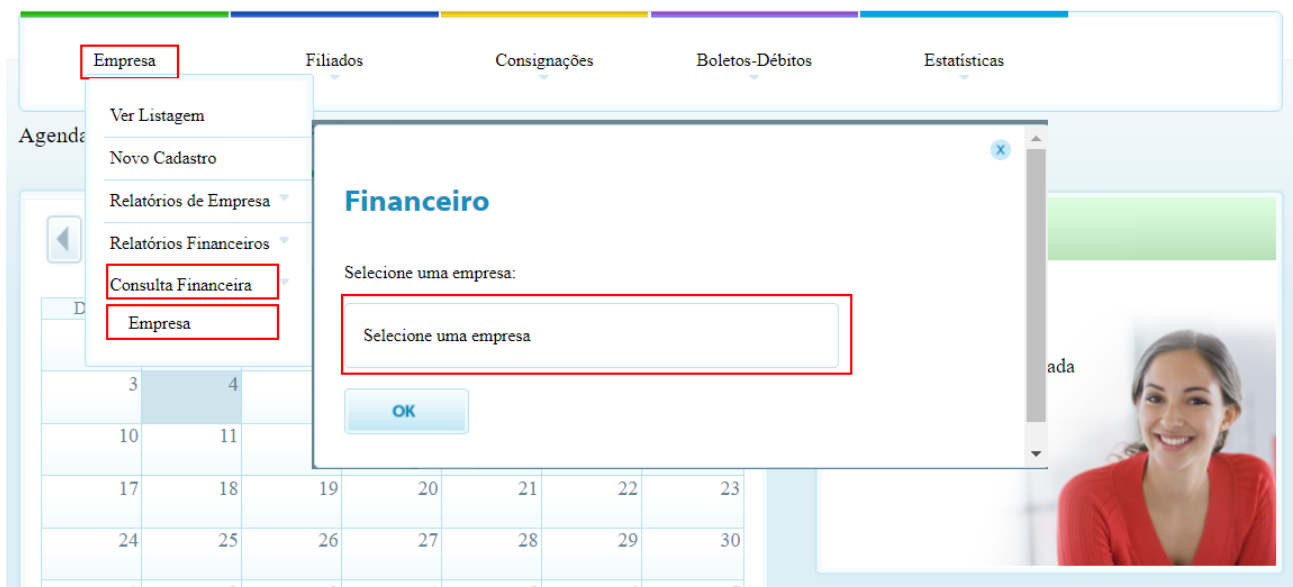 Empresa Filiados Consignações Boletos-Débitos Estatísticas
Ver Listagem
Agenda
Novo Cadastro
x
Relatórios de Empresa
Financeiro
Relatórios Financeiros
Selecione uma empresa:
Consulta Financeira
Empresa
Selecione uma empresa
D
ada
3 4
OK
10 11
17 18 19 20 21 22 23
24 25 26 27 28 29 30